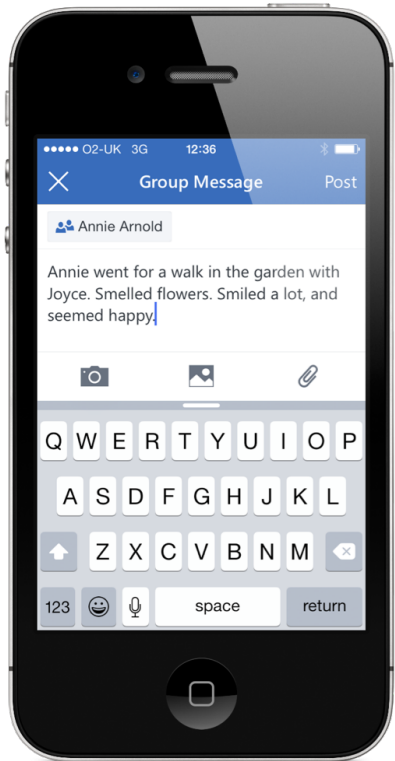 O2-UK 3G 12:36
Group Message Post
Annie Arnold
Annie went for a walk in the garden with
Joyce. Smelled flowers. Smiled a lot, and
seemed happy.
Q W E R T Y U I O P
A S D F G H J K L
Z X C V B N M
123 space return